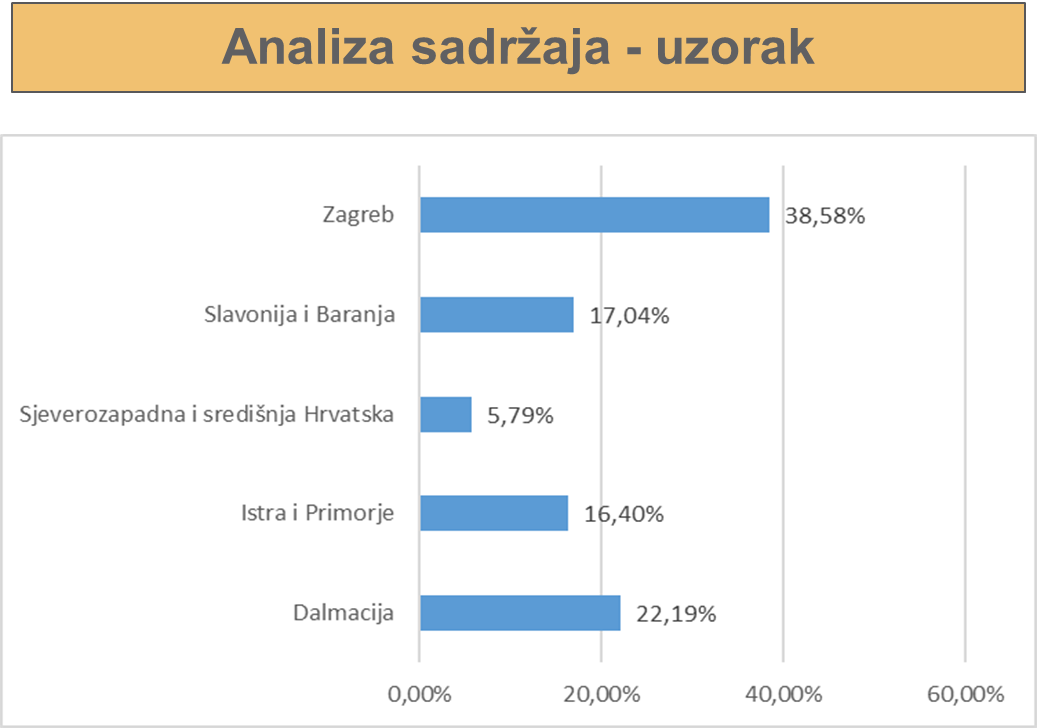 Analiza sadržaja - uzorak
Zagreb
38,58%
Slavonija i Baranja
17,04%
Sjeverozapadna i središnja Hrvatska
5,79%
Istra i Primorje
16,40%
Dalmacija
22,19%
0,00%
20,00%
40,00%
60,00%